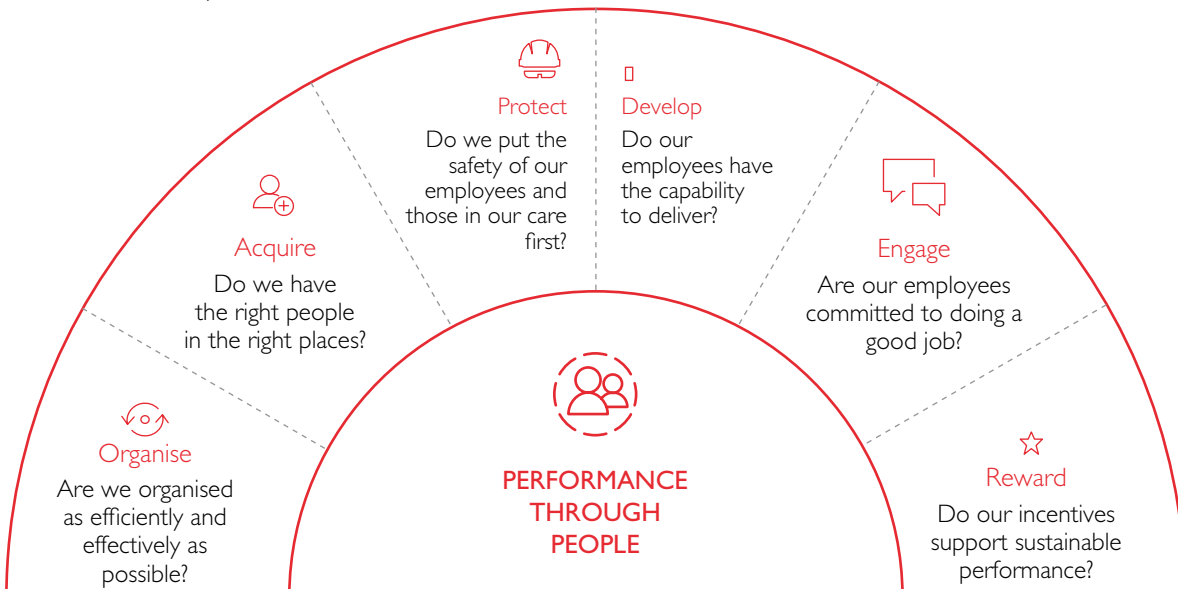 Organise
Are we organised
as efficiently and
effectively as
possible?
Acquire
Do we have
the right people
in the right places?
Protect
Do we put the
safety of our
employees and
those in our care
first?
Develop
Do our
employees have
the capability
to deliver?
Engage
Are our employees
committed to doing a
good job?
Reward
Do our incentives
support sustainable
performance?
PERFORMANCE
THROUGH
PEOPLE